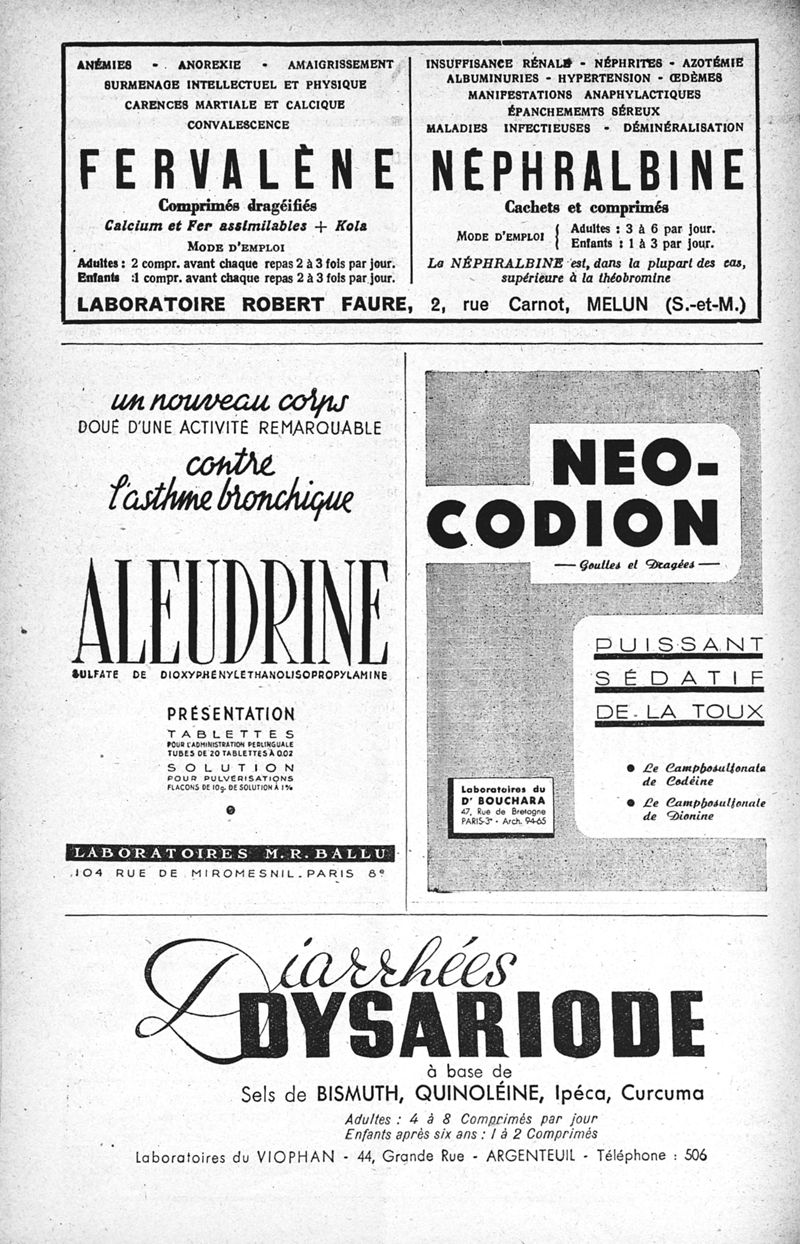 ANÉMIES - ANOREXIE - AMAIGRISSEMENT
SURMENAGE INTELLECTUEL ET PHYSIQUE
CARENCES MARTIALE ET CALCIQUE
CONVALESCENCE
FERVALÈNE
Comprimés dragéifiés
Calcium et Fer assimilables + Kola
MODE D'EMPLOI
Adultes : 2 compr. avant chaque repas 2 à 3 fois par jour.
Enfants :1 compr. avant chaque repas 2 à 3 fois par jour.
INSUFFISANCE RÉNALE - NÉPHRITES - AZOTÉMIE
ALBUMINURIES - HYPERTENSION - ŒDÈMES
MANIFESTATIONS ANAPHYLACTIQUES
ÉPANCHEMEMTS SÉREUX
MALADIES INFECTIEUSES - DÉMINÉRALISATION
NÉPHRALBINE
Cachets et comprimés
MODE D'EMPLOI { Adultes : 3 à 6 par jour.
Enfants : 1 à 3 par jour.
La NÉPHRALBINE est, dans la plupart des cas,
supérieure à la théobromine
LABORATOIRE ROBERT FAURE, 2, rue Carnot, MELUN (S.-et-M.)
un nouveau corps
DOUÉ D'UNE ACTIVITÉ REMARQUABLE
contre
l'asthme bronchique
ALEUDRINE
SULFATE DE DIOXYPHÉNYLETHANOLISOPROPYLAMINE
PRÉSENTATION
TABLETTES
POUR L'ADMINISTRATION PERLINGUALE
TUBES DE 20 TABLETTES À 0.02
SOLUTION
POUR PULVÉRISATIONS
FLACONS DE 10g. DE SOLUTION À 1%
LABORATOIRES M.R. BALLU
104 RUE DE MIROMESNIL. PARIS 8e
NEO-
CODION
— Gouttes et Dragées —
PUISSANT
SÉDATIF
DE LA TOUX
• Le Camphosulfonate
de Codéine
• Le Camphosulfonate
de Dionine
Laboratoires du
Dr BOUCHARA
47, Rue de Bretagne
PARIS-3e - Arch. 94-65
Diarrhées
DYSARIODE
à base de
Sels de BISMUTH, QUINOLÉINE, Ipéca, Curcuma
Adultes : 4 à 8 Comprimés par jour
Enfants après six ans : 1 à 2 Comprimés
Laboratoires du VIOPHAN - 44, Grande Rue - ARGENTEUIL - Téléphone : 506